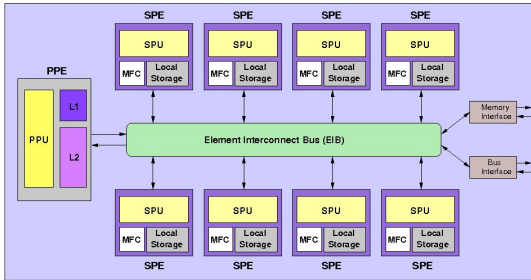 SPE SPE SPE SPE
SPU SPU SPU SPU
MFC Local Storage MFC Local Storage MFC Local Storage MFC Local Storage
PPE
L1
PPU
L2
Element Interconnect Bus (EIB)
Memory Interface
Bus Interface
SPU SPU SPU SPU
MFC Local Storage MFC Local Storage MFC Local Storage MFC Local Storage
SPE SPE SPE SPE